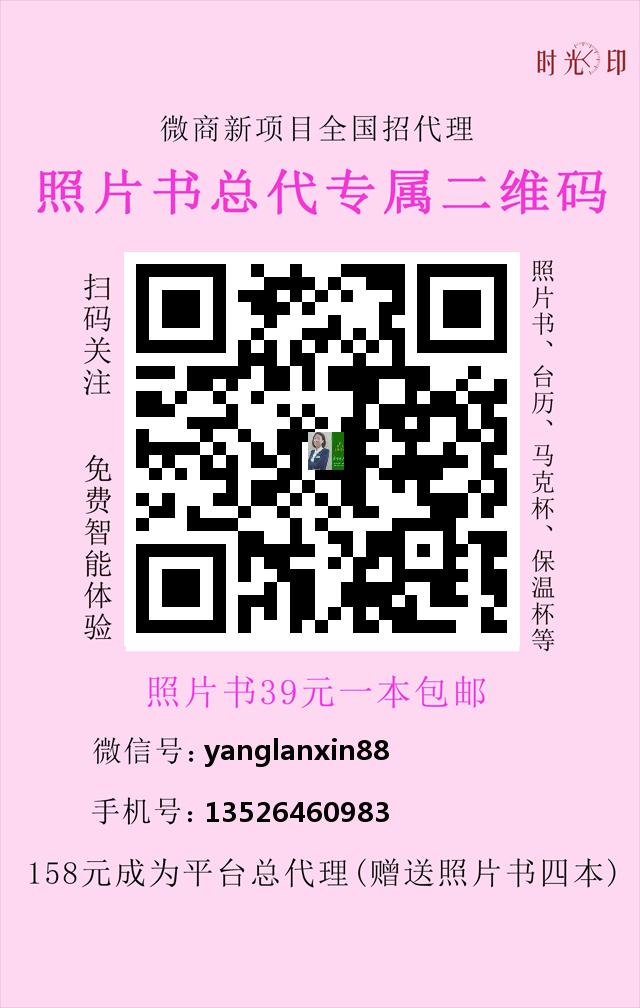 时光印
微商新项目全国招代理
照片书总代专属二维码
扫码关注
免费智能体验
照片书、台历、马克杯、保温杯等
照片书39元一本包邮
微信号:yanglanxin88
手机号:13526460983
158元成为平台总代理(赠送照片书四本)